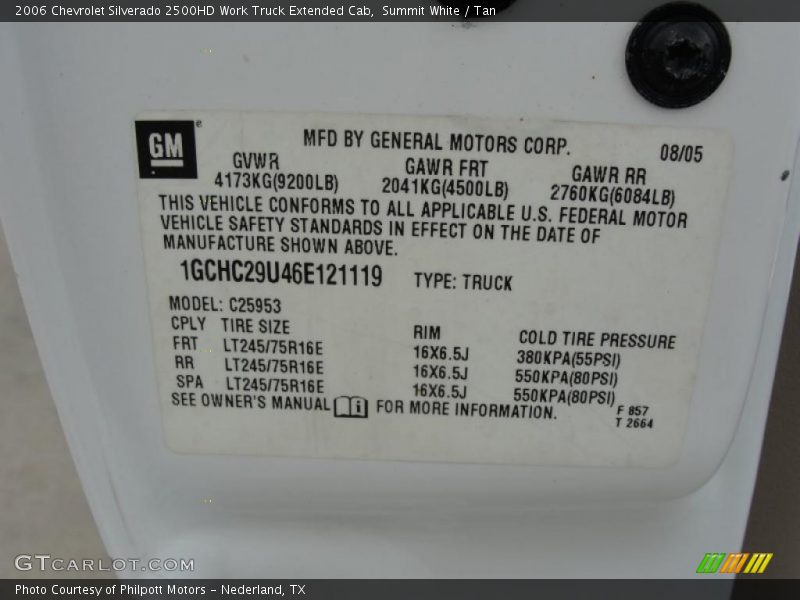 2006 Chevrolet Silverado 2500HD Work Truck Extended Cab, Summit White / Tan
GM®
MFD BY GENERAL MOTORS CORP. 08/05
GVWR GAWR FRT GAWR RR
4173KG(9200LB) 2041KG(4500LB) 2760KG(6084LB)
THIS VEHICLE CONFORMS TO ALL APPLICABLE U.S. FEDERAL MOTOR
VEHICLE SAFETY STANDARDS IN EFFECT ON THE DATE OF
MANUFACTURE SHOWN ABOVE.
1GCHC29U46E121119 TYPE: TRUCK
MODEL: C25953
CPLY TIRE SIZE RIM COLD TIRE PRESSURE
FRT LT245/75R16E 16X6.5J 380KPA(55PSI)
RR LT245/75R16E 16X6.5J 550KPA(80PSI)
SPA LT245/75R16E 16X6.5J 550KPA(80PSI)
SEE OWNER'S MANUAL i FOR MORE INFORMATION.
F 857
T 2664
GTCARLOT.COM
Photo Courtesy of Philpott Motors - Nederland, TX